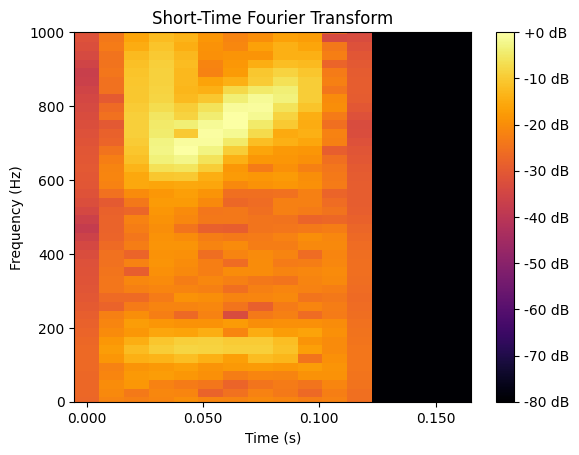 Short-Time Fourier Transform
1000
800
600
400
200
0
Frequency (Hz)
0.000
0.050
0.100
0.150
Time (s)
+0 dB
-10 dB
-20 dB
-30 dB
-40 dB
-50 dB
-60 dB
-70 dB
-80 dB